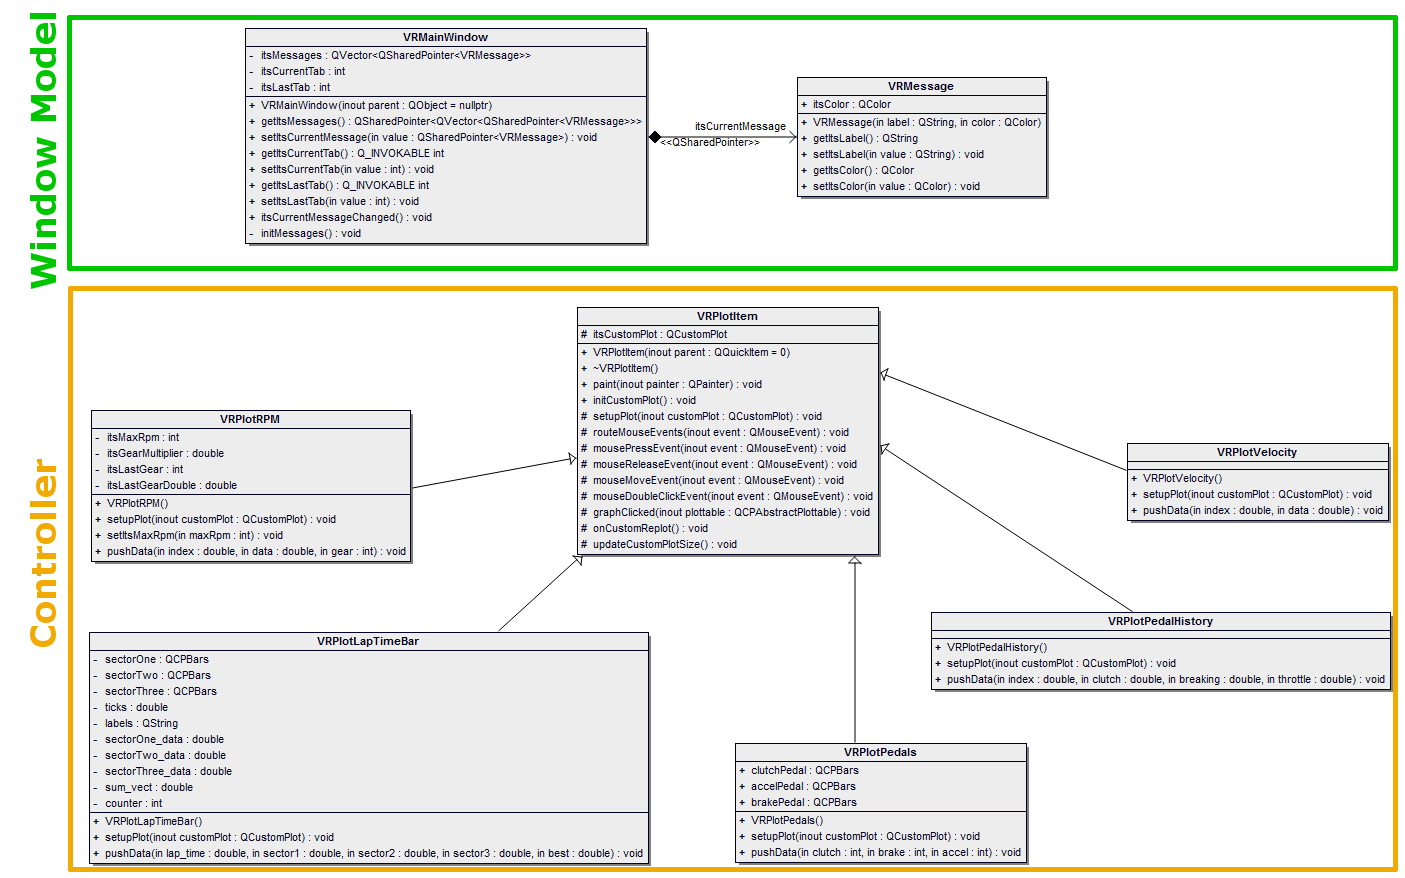 Window Model
VRMainWindow
- itsMessages : QVector<QSharedPointer<VRMessage>>
- itsCurrentTab : int
- itsLastTab : int
+ VRMainWindow(inout parent : QObject = nullptr)
+ getItsMessages() : QSharedPointer<QVector<QSharedPointer<VRMessage>>>
+ setItsCurrentMessage(in value : QSharedPointer<VRMessage>) : void
+ getItsCurrentTab() : Q_INVOKABLE int
+ setItsCurrentTab(in value : int) : void
+ getItsLastTab() : Q_INVOKABLE int
+ setItsLastTab(in value : int) : void
+ itsCurrentMessageChanged() : void
- initMessages() : void
itsCurrentMessage
<<QSharedPointer>>
VRMessage
+ itsColor : QColor
+ VRMessage(in label : QString, in color : QColor)
+ getItsLabel() : QString
+ setItsLabel(in value : QString) : void
+ getItsColor() : QColor
+ setItsColor(in value : QColor) : void
Controller
VRPlotItem
# itsCustomPlot : QCustomPlot
+ VRPlotItem(inout parent : QQuickItem = 0)
+ ~VRPlotItem()
+ paint(inout painter : QPainter) : void
+ initCustomPlot() : void
# setupPlot(inout customPlot : QCustomPlot) : void
# routeMouseEvents(inout event : QMouseEvent) : void
# mousePressEvent(inout event : QMouseEvent) : void
# mouseReleaseEvent(inout event : QMouseEvent) : void
# mouseMoveEvent(inout event : QMouseEvent) : void
# mouseDoubleClickEvent(inout event : QMouseEvent) : void
# graphClicked(inout plottable : QCPAbstractPlottable) : void
# onCustomReplot() : void
# updateCustomPlotSize() : void
VRPlotRPM
- itsMaxRpm : int
- itsGearMultiplier : double
- itsLastGear : int
- itsLastGearDouble : double
+ VRPlotRPM()
+ setupPlot(inout customPlot : QCustomPlot) : void
+ setItsMaxRpm(in maxRpm : int) : void
+ pushData(in index : double, in data : double, in gear : int) : void
VRPlotVelocity
+ VRPlotVelocity()
+ setupPlot(inout customPlot : QCustomPlot) : void
+ pushData(in index : double, in data : double) : void
VRPlotPedalHistory
+ VRPlotPedalHistory()
+ setupPlot(inout customPlot : QCustomPlot) : void
+ pushData(in index : double, in clutch : double, in breaking : double, in throttle : double) : void
VRPlotLapTimeBar
- sectorOne : QCPBars
- sectorTwo : QCPBars
- sectorThree : QCPBars
- ticks : double
- labels : QString
- sectorOne_data : double
- sectorTwo_data : double
- sectorThree_data : double
- sum_vect : double
- counter : int
+ VRPlotLapTimeBar()
+ setupPlot(inout customPlot : QCustomPlot) : void
+ pushData(in lap_time : double, in sector1 : double, in sector2 : double, in sector3 : double, in best : double) : void
VRPlotPedals
+ clutchPedal : QCPBars
+ accelPedal : QCPBars
+ brakePedal : QCPBars
+ VRPlotPedals()
+ setupPlot(inout customPlot : QCustomPlot) : void
+ pushData(in clutch : int, in brake : int, in accel : int) : void